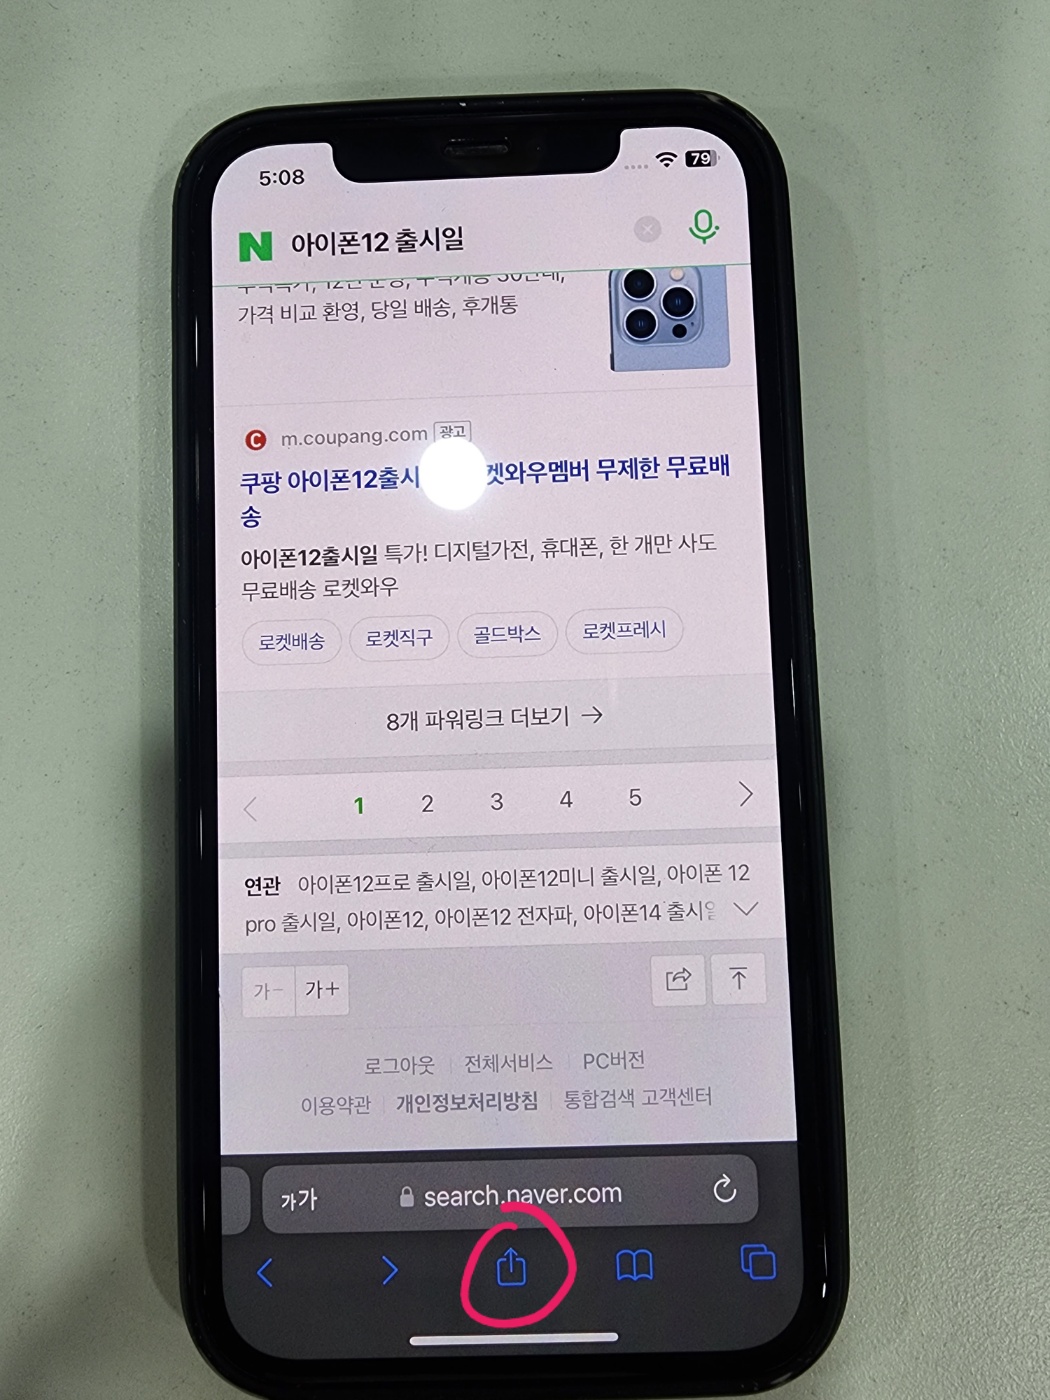 5:08
79
N 아이폰12 출시일
가격 비교 환영, 당일 배송, 후개통
C m.coupang.com 광고
쿠팡 아이폰12출시 켓와우멤버 무제한 무료배
송
아이폰12출시일 특가! 디지털가전, 휴대폰, 한 개만 사도
무료배송 로켓와우
로켓배송 로켓직구 골드박스 로켓프레시
8개 파워링크 더보기 →
1 2 3 4 5
연관 아이폰12프로 출시일, 아이폰12미니 출시일, 아이폰 12
pro 출시일, 아이폰12, 아이폰12 전자파, 아이폰14 출시일
가- 가+
로그아웃 전체서비스 PC버전
이용약관 개인정보처리방침 통합검색 고객센터
가가 search.naver.com